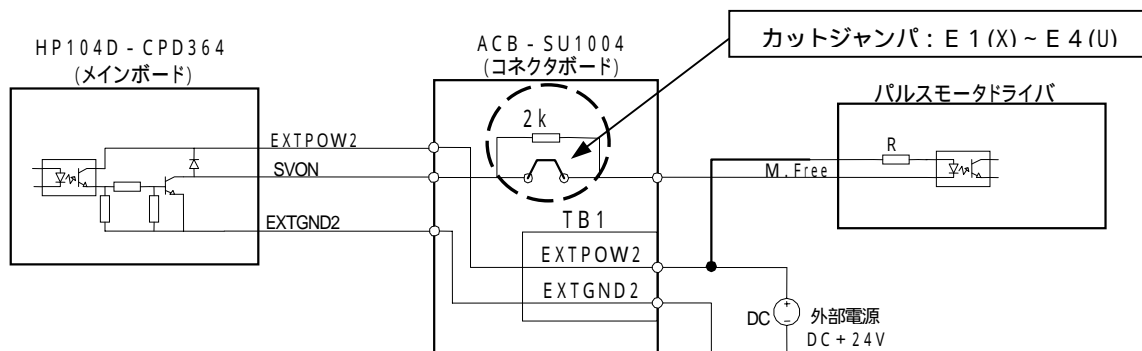 HP104D-CPD364
(メインボード)
ACB-SU1004
(コネクタボード)
カットジャンパ：E1(X)~E4(U)
パルスモータドライバ
2k
R
EXTPOW2
SVON
M.Free
EXTGND2
TB1
EXTPOW2
EXTGND2
DC
外部電源
DC+24V